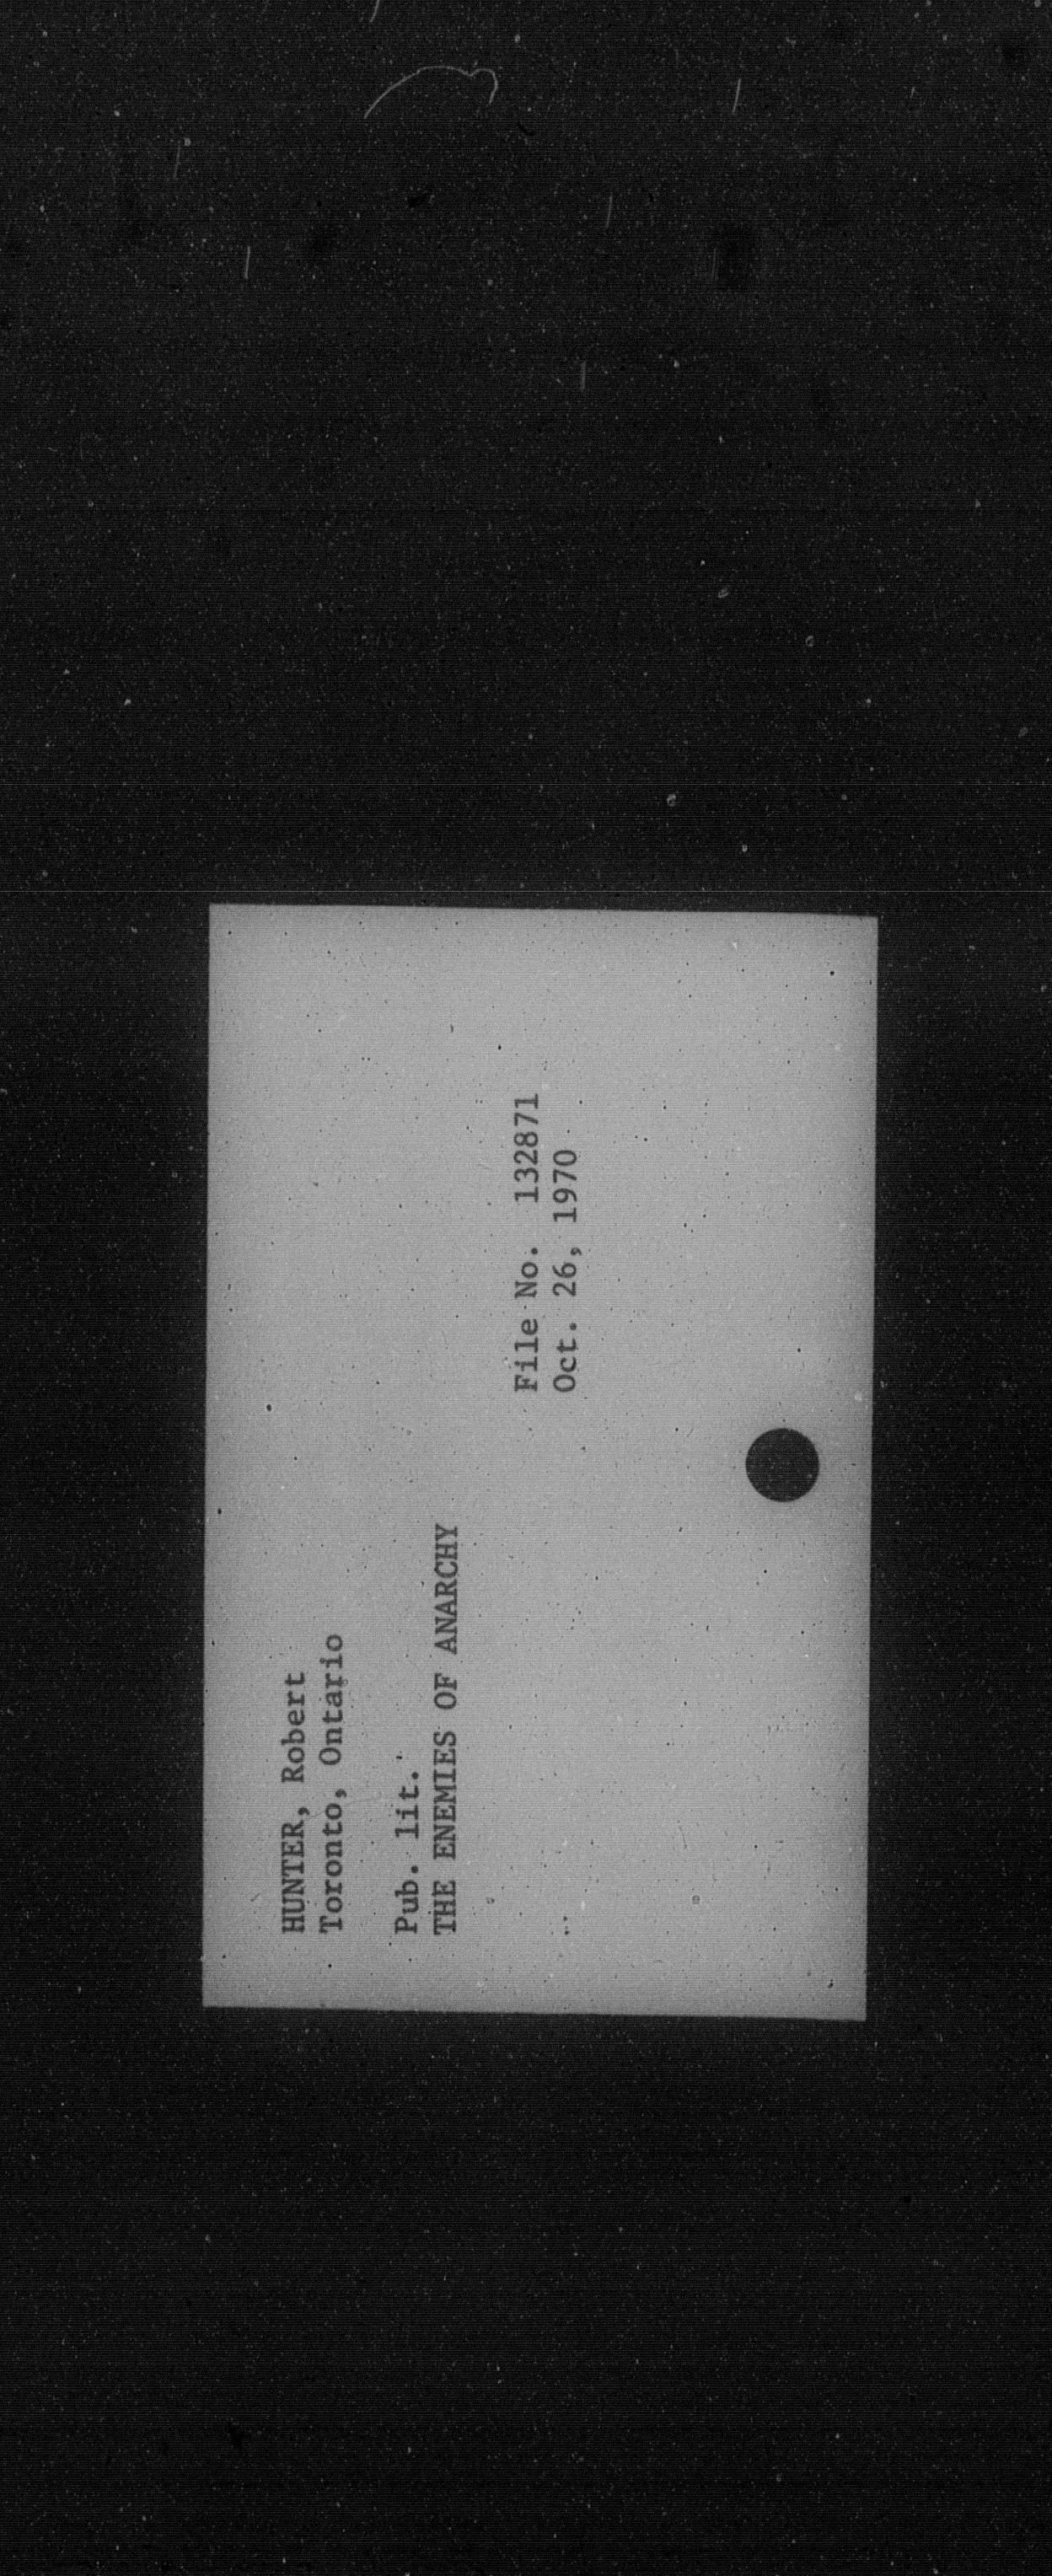 HUNTER, Robert
Toronto, Ontario
Pub. lit.
THE ENEMIES OF ANARCHY
File No. 132871
Oct. 26, 1970